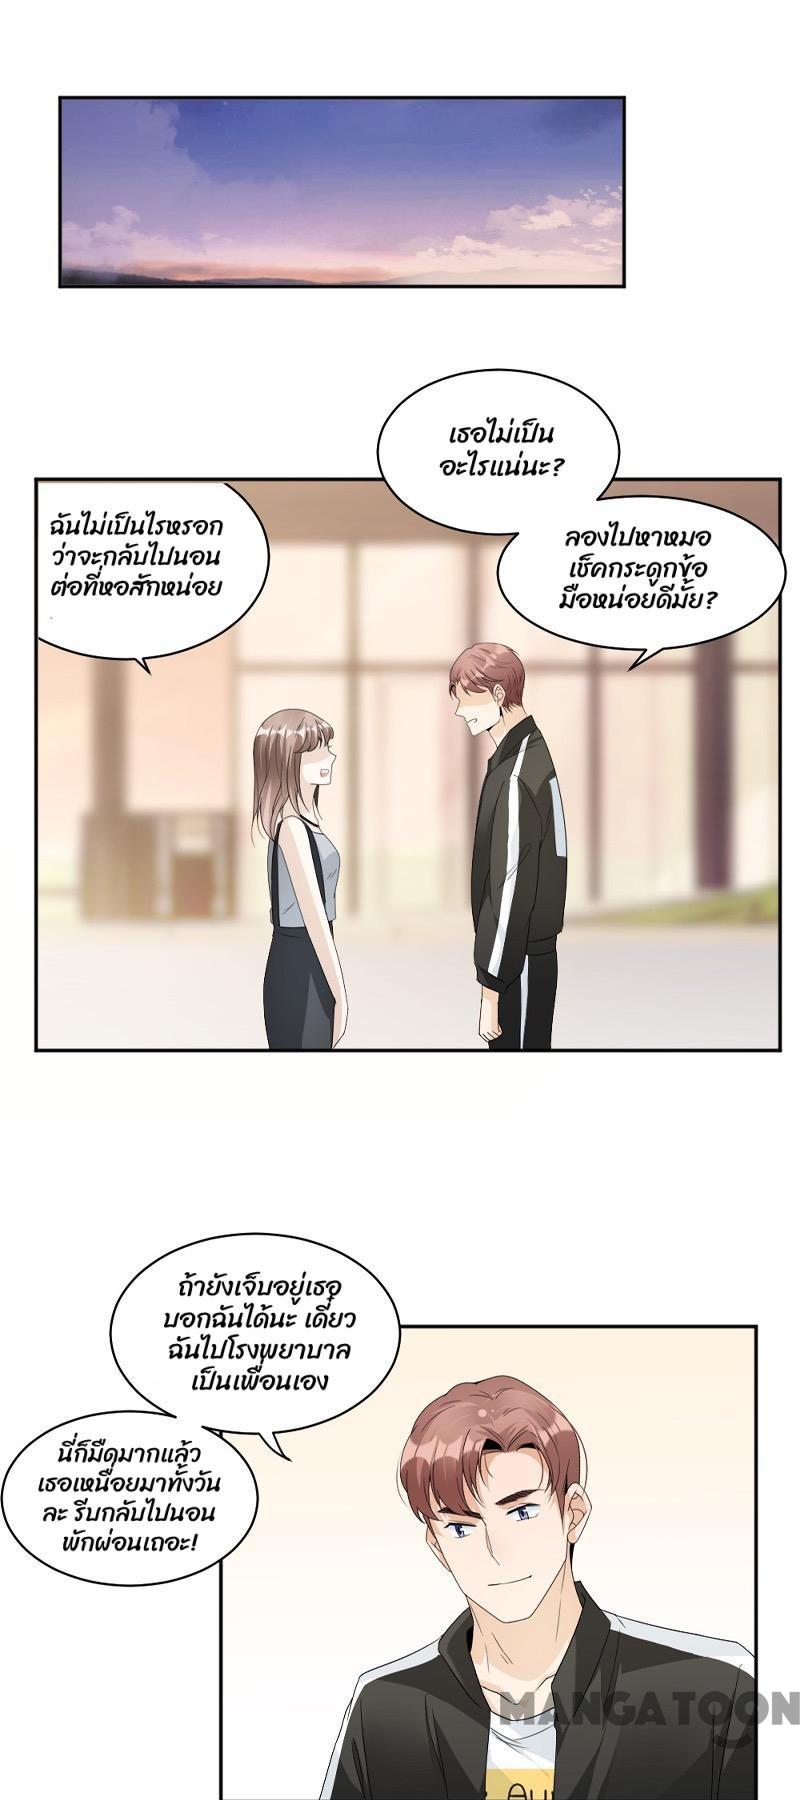 เธอไม่เป็น
อะไรแน่นะ?
ลองไปหาหมอ
เช็คกระดูกข้อ
มือหน่อยดีมั้ย?
ฉันไม่เป็นไรหรอก
ว่าจะกลับไปนอน
ต่อที่หอสักหน่อย
ถ้ายังเจ็บอยู่เธอ
บอกฉันได้นะ เดี๋ยว
ฉันไปโรงพยาบาล
เป็นเพื่อนเอง
นี่ก็มืดมากแล้ว
เธอเหนื่อยมาทั้งวัน
ละ รีบกลับไปนอน
พักผ่อนเถอะ!
MANGATOON